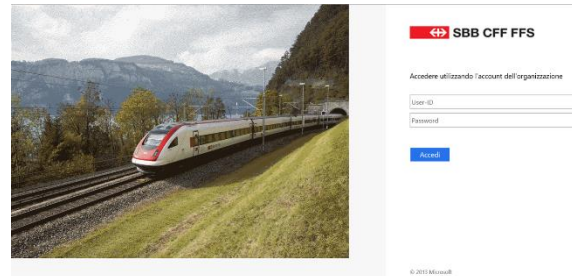 SBB CFF FFS
Accedere utilizzando l'account dell'organizzazione
User-ID
Password
Accedi
© 2013 Microsoft